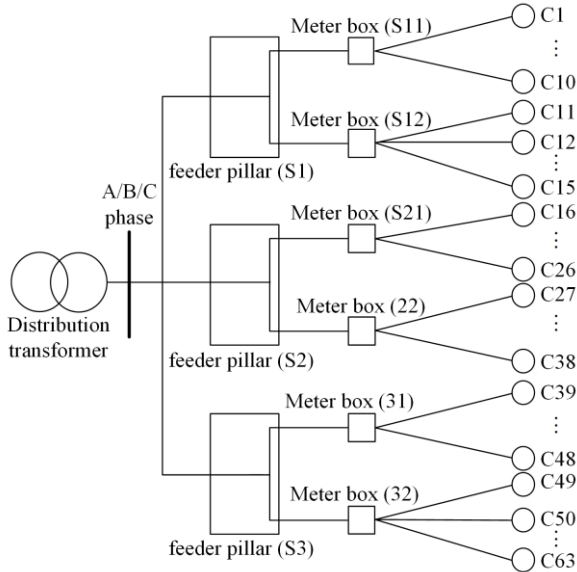 Meter box (S11)
C1
⋮
C10
Meter box (S12)
C11
C12
⋮
C15
feeder pillar (S1)
A/B/C
phase
Meter box (S21)
C16
⋮
C26
Distribution
transformer
Meter box (22)
C27
⋮
C38
feeder pillar (S2)
Meter box (31)
C39
⋮
C48
Meter box (32)
C49
C50
⋮
C63
feeder pillar (S3)